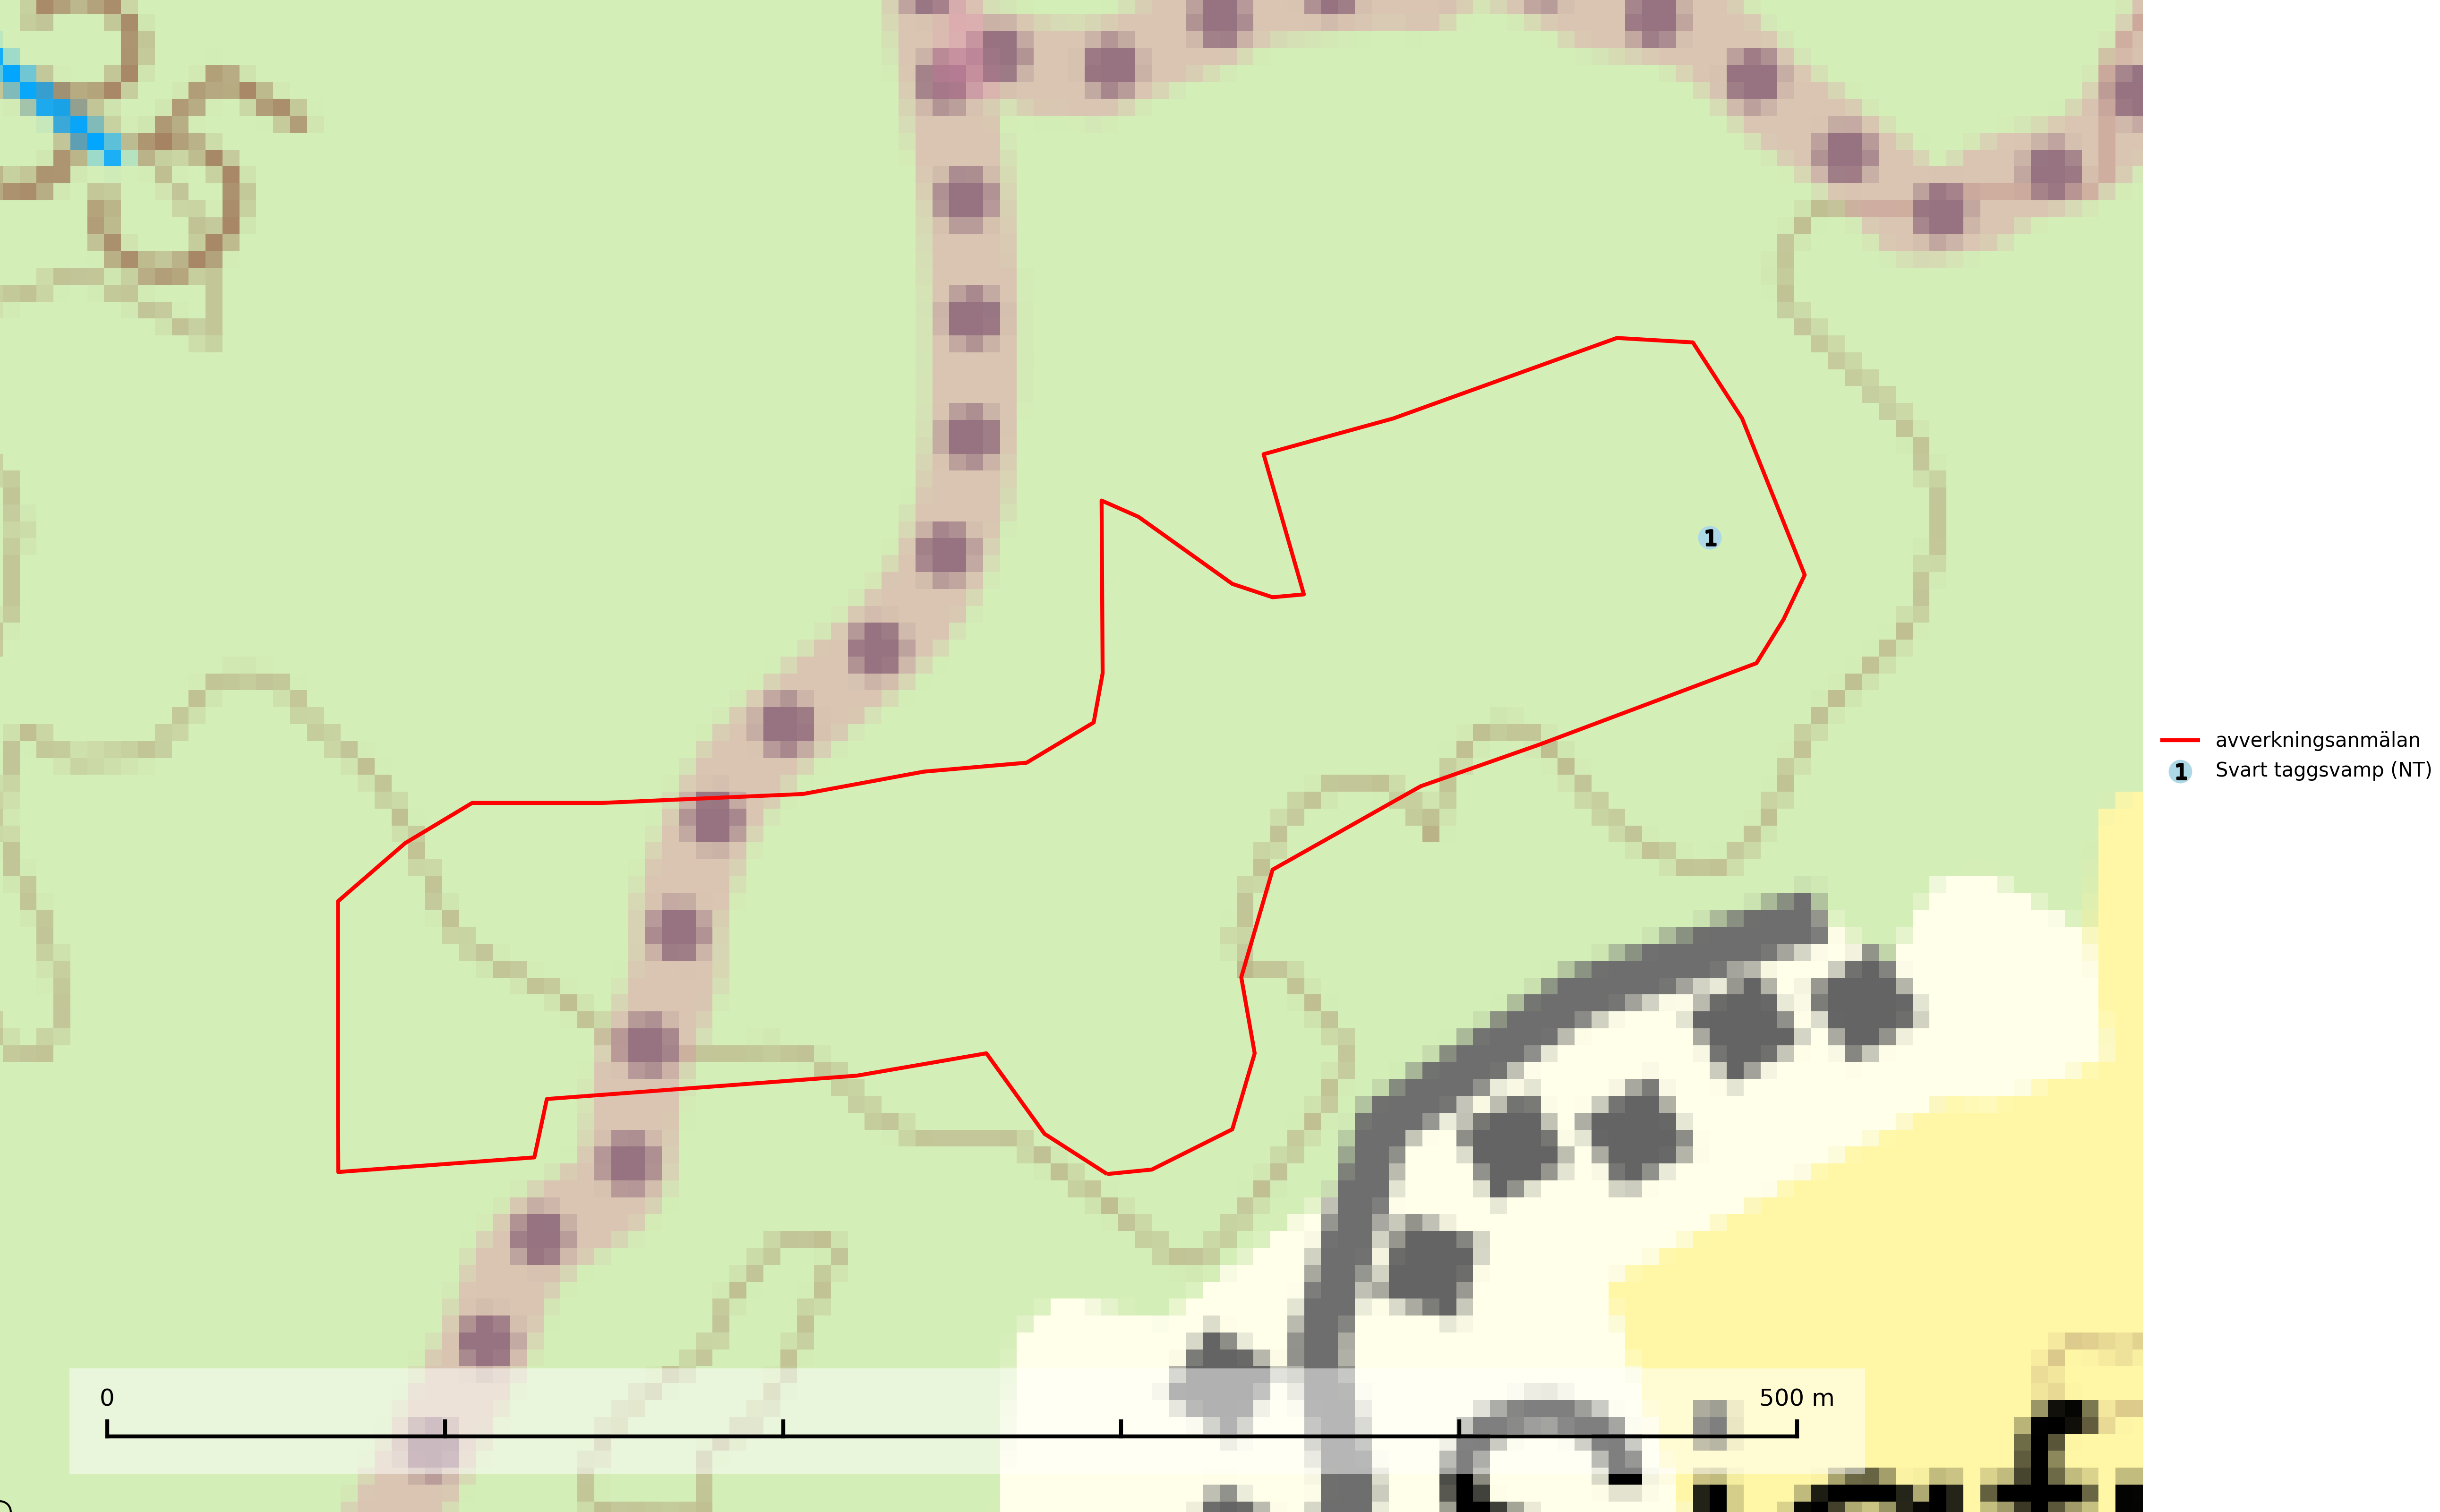 1
avverkningsanmälan
1 Svart taggsvamp (NT)
0 500 m